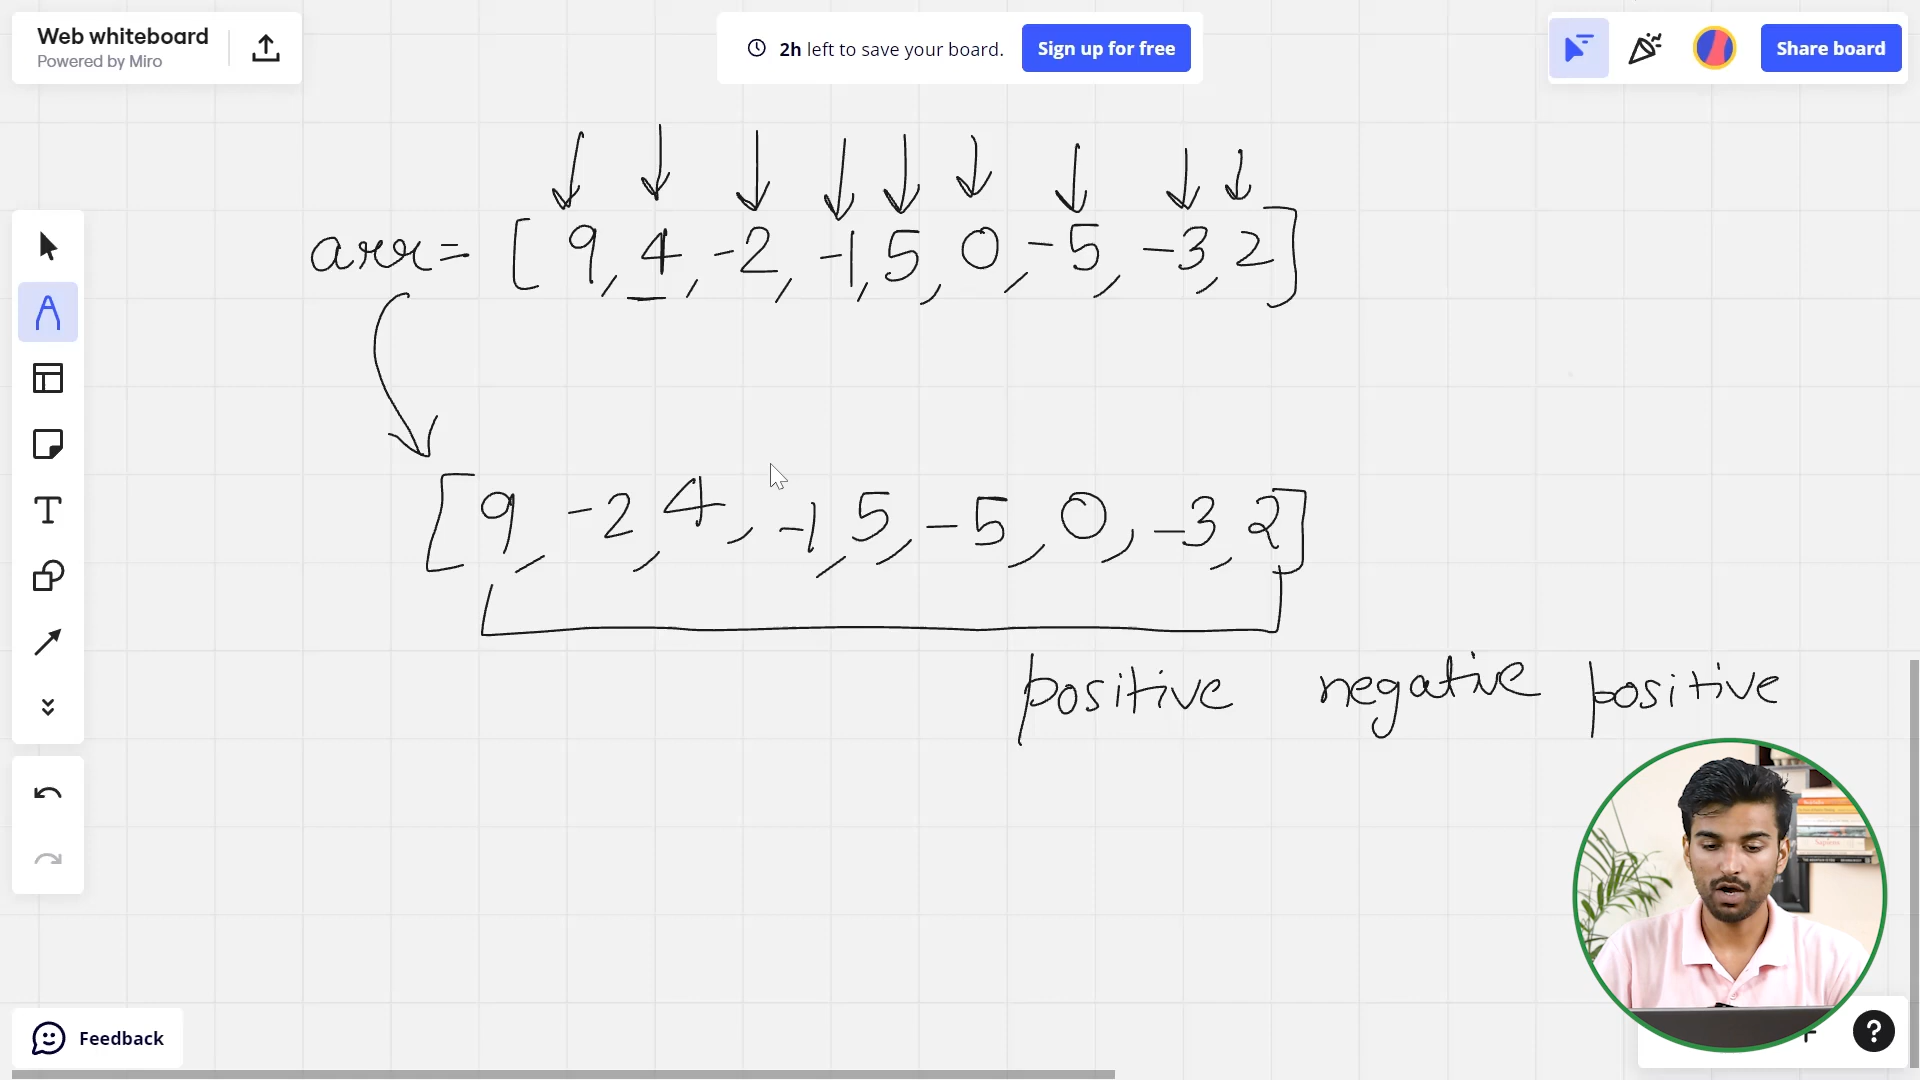 Web whiteboard
Powered by Miro
2h left to save your board.
Sign up for free
Share board
arr= [ 9, 4, -2, -1, 5, 0, -5, -3, 2]
[9, -2, 4, -1, 5, -5, 0, -3, 2]
positive negative positive
Feedback
?